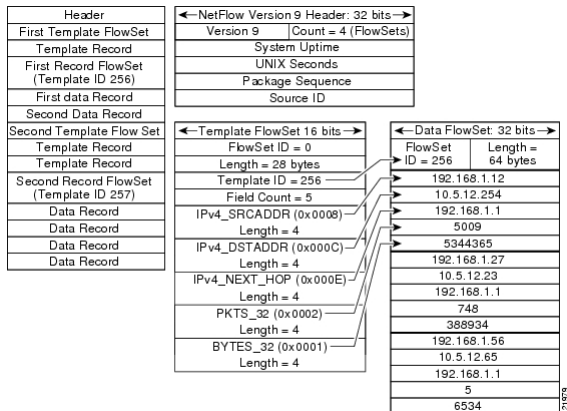 Header
First Template FlowSet
Template Record
First Record FlowSet
(Template ID 256)
First data Record
Second Data Record
Second Template Flow Set
Template Record
Template Record
Second Record FlowSet
(Template ID 257)
Data Record
Data Record
Data Record
Data Record
NetFlow Version 9 Header: 32 bits
Version 9
Count = 4 (FlowSets)
System Uptime
UNIX Seconds
Package Sequence
Source ID
Template FlowSet 16 bits
FlowSet ID = 0
Length = 28 bytes
Template ID = 256
Field Count = 5
IPv4_SRCADDR (0x0008)
Length = 4
IPv4_DSTADDR (0x000C)
Length = 4
IPv4_NEXT_HOP (0x000E)
Length = 4
PKTS_32 (0x0002)
Length = 4
BYTES_32 (0x0001)
Length = 4
Data FlowSet: 32 bits
FlowSet
ID = 256
Length =
64 bytes
192.168.1.12
10.5.12.254
192.168.1.1
5009
5344365
192.168.1.27
10.5.12.23
192.168.1.1
748
388934
192.168.1.56
10.5.12.65
192.168.1.1
5
6534